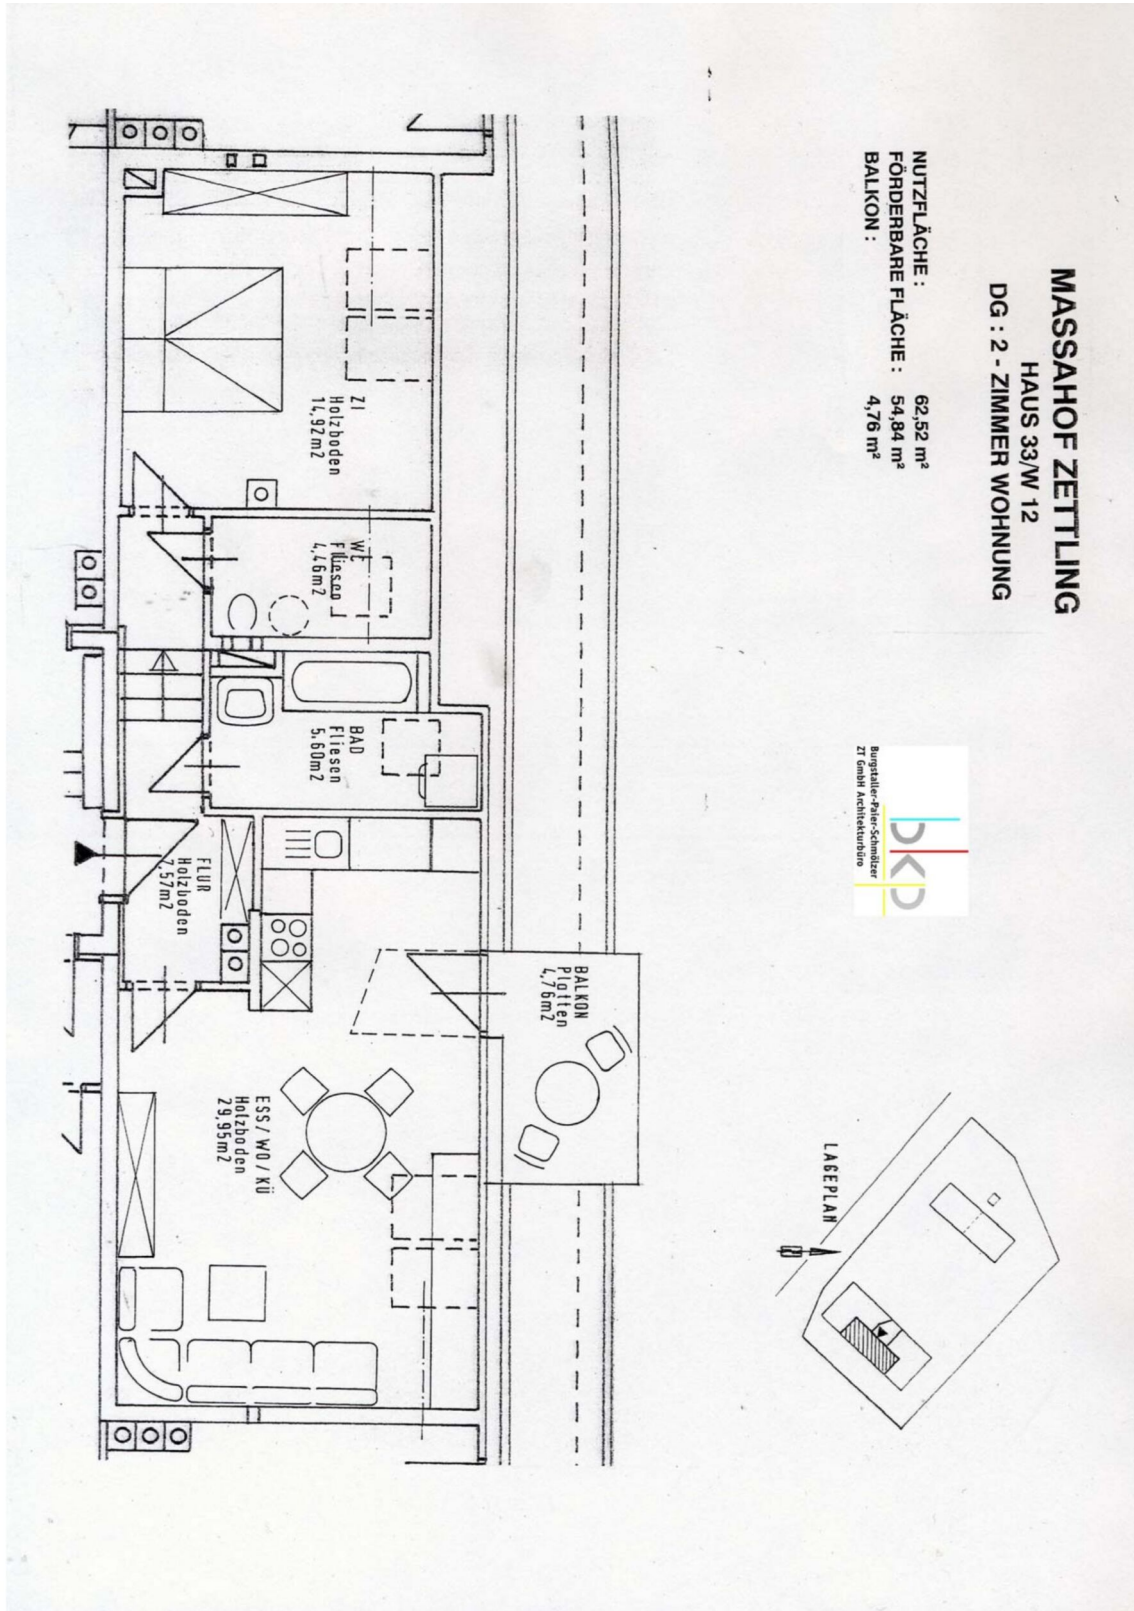 MASSAHOF ZETTLING
HAUS 33/W 12
DG : 2 - ZIMMER WOHNUNG
NUTZFLÄCHE : 62,52 m²
FÖRDERBARE FLÄCHE : 54,84 m²
BALKON : 4,76 m²
Burgstaller-Paier-Schmölzer
ZT GmbH Architekturbüro
LAGEPLAN
N
BALKON
Platten
4,76m2
ZI
Holzboden
14,92m2
WC
Fliesen
4,46m2
BAD
Fliesen
5,60m2
FLUR
Holzboden
7,57m2
ESS / WO / KÜ
Holzboden
29,95m2